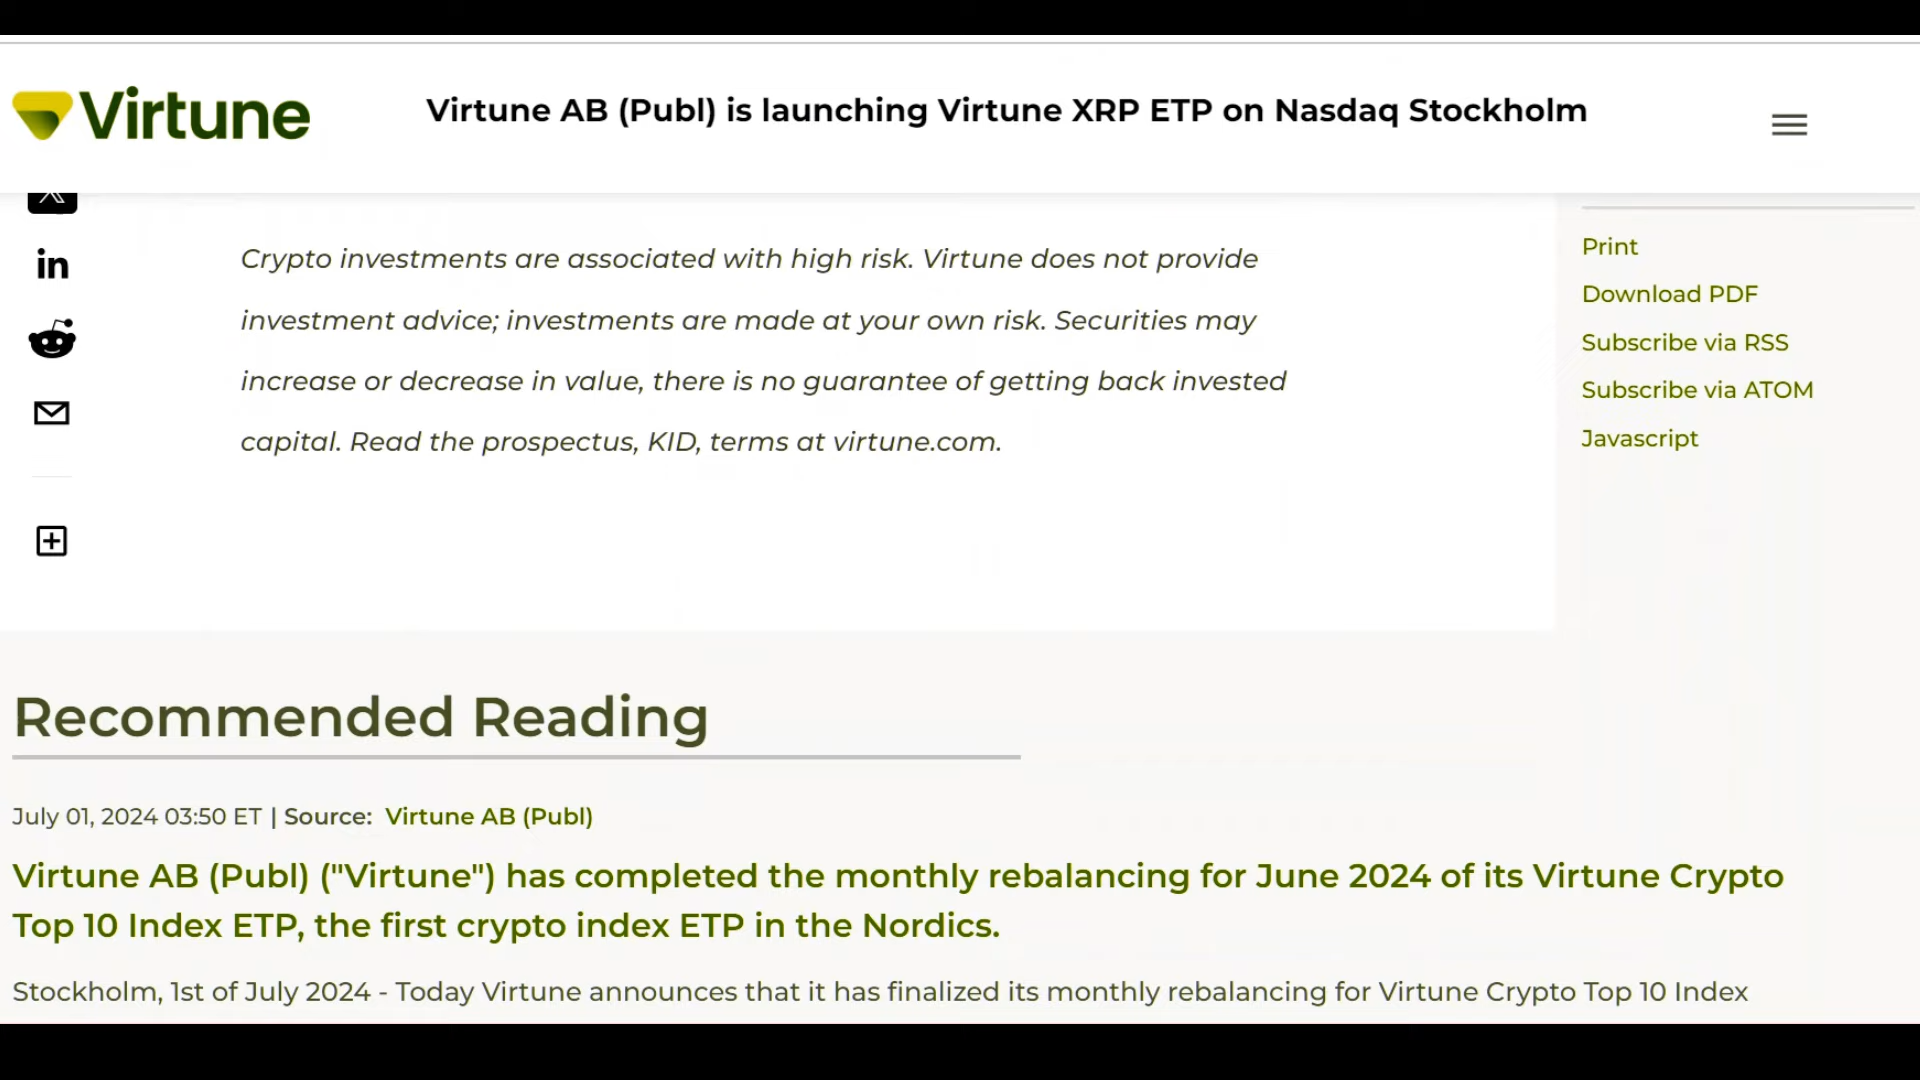 Virtune
Virtune AB (Publ) is launching Virtune XRP ETP on Nasdaq Stockholm
Crypto investments are associated with high risk. Virtune does not provide
investment advice; investments are made at your own risk. Securities may
increase or decrease in value, there is no guarantee of getting back invested
capital. Read the prospectus, KID, terms at virtune.com.
Print
Download PDF
Subscribe via RSS
Subscribe via ATOM
Javascript
Recommended Reading
July 01, 2024 03:50 ET | Source: Virtune AB (Publ)
Virtune AB (Publ) ("Virtune") has completed the monthly rebalancing for June 2024 of its Virtune Crypto
Top 10 Index ETP, the first crypto index ETP in the Nordics.
Stockholm, 1st of July 2024 - Today Virtune announces that it has finalized its monthly rebalancing for Virtune Crypto Top 10 Index